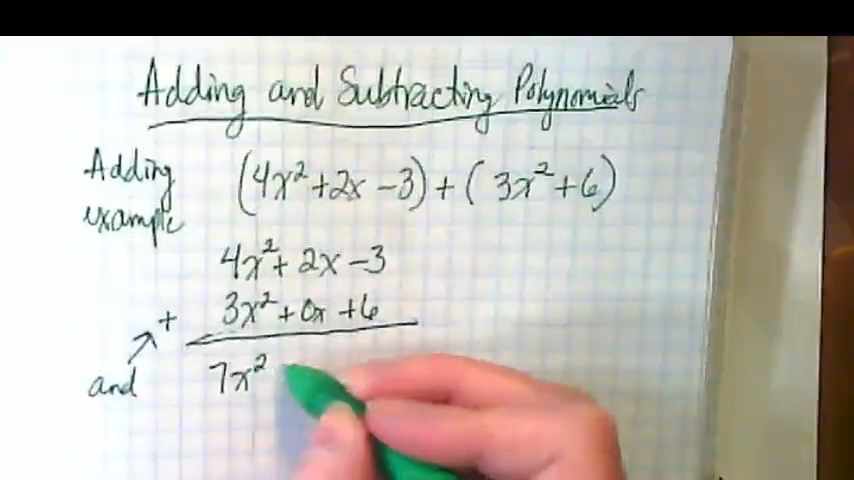 Adding and Subtracting Polynomials
Adding example (4x²+2x-3)+(3x²+6)
4x²+2x-3
+ 3x²+0x+6
and 7x²